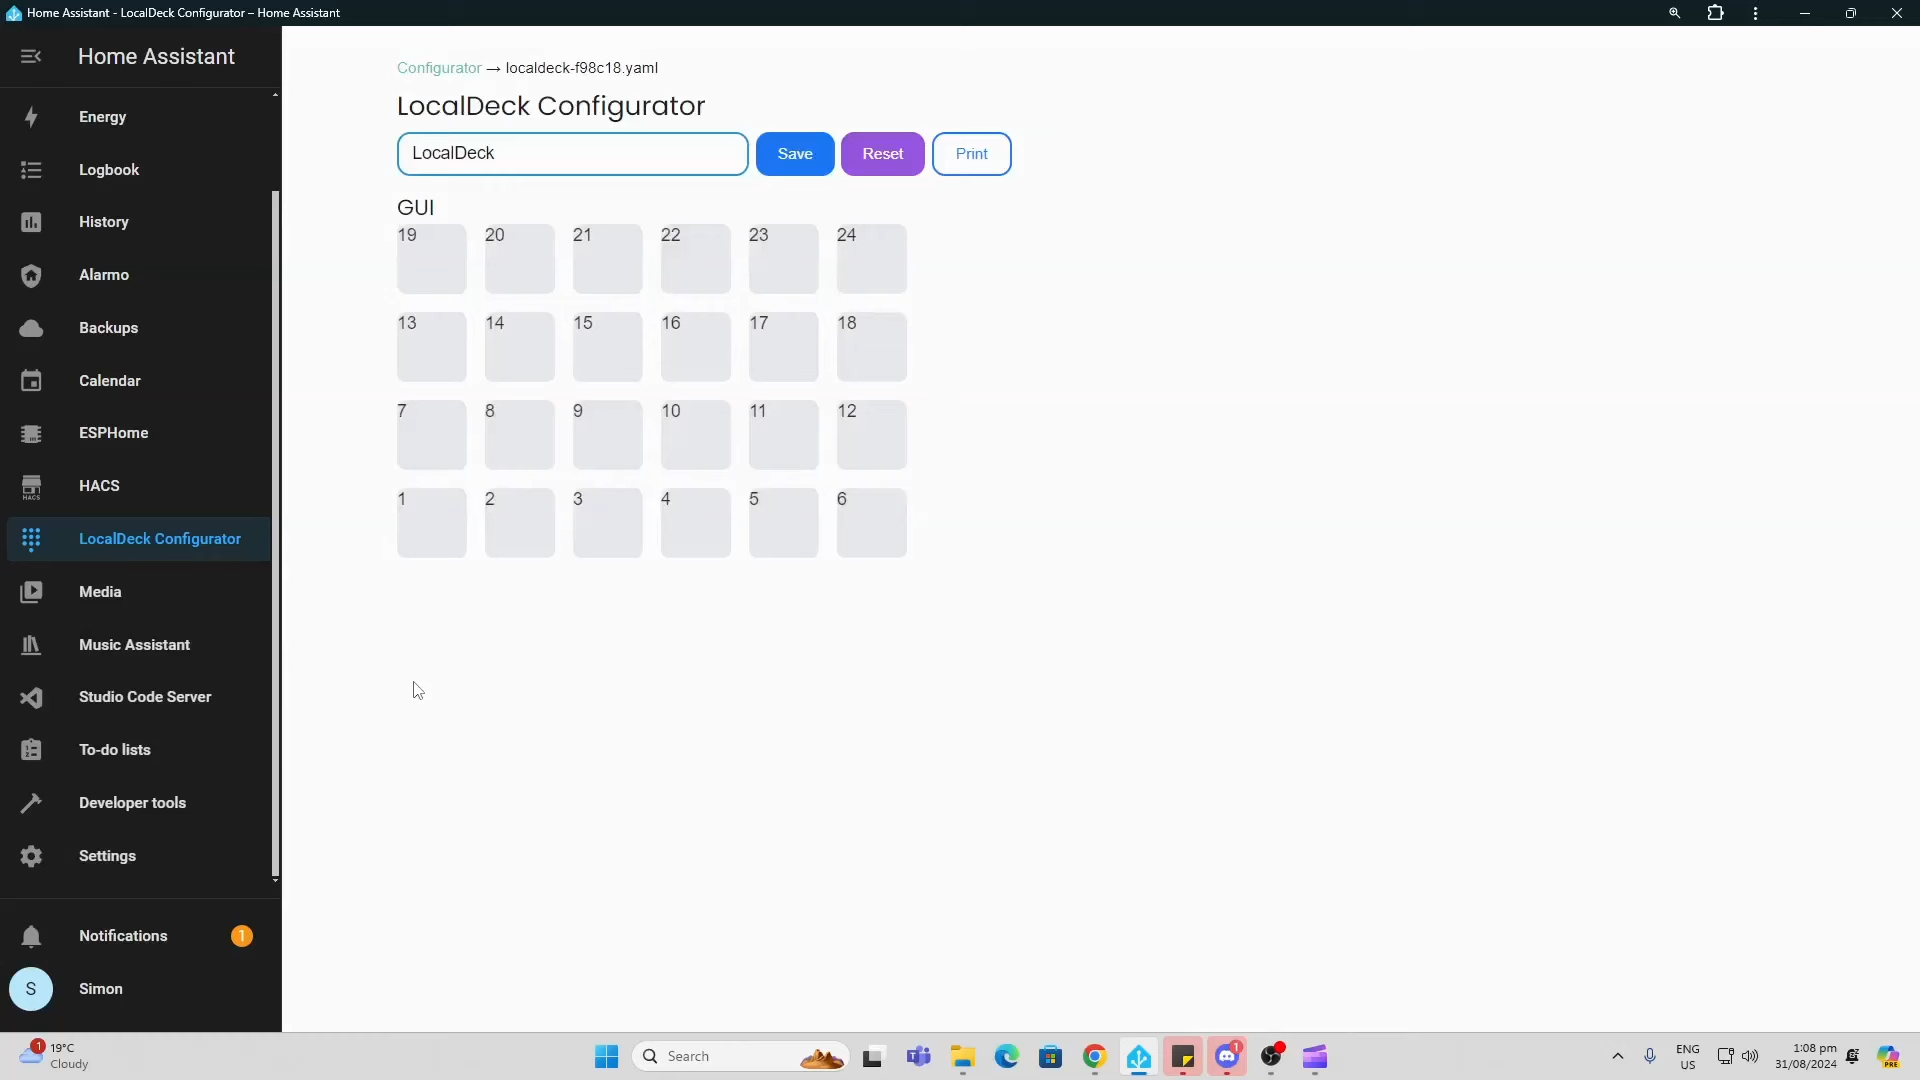 Home Assistant - LocalDeck Configurator – Home Assistant
Home Assistant
Energy
Logbook
History
Alarmo
Backups
Calendar
ESPHome
HACS
HACS
LocalDeck Configurator
Media
Music Assistant
Studio Code Server
To-do lists
Developer tools
Settings
Notifications
1
S
Simon
Configurator → localdeck-f98c18.yaml
LocalDeck Configurator
LocalDeck
Save
Reset
Print
GUI
19 20 21 22 23 24
13 14 15 16 17 18
7 8 9 10 11 12
1 2 3 4 5 6
1
19°C
Cloudy
Search
1
ENG
US
1:08 pm
31/08/2024
PRE